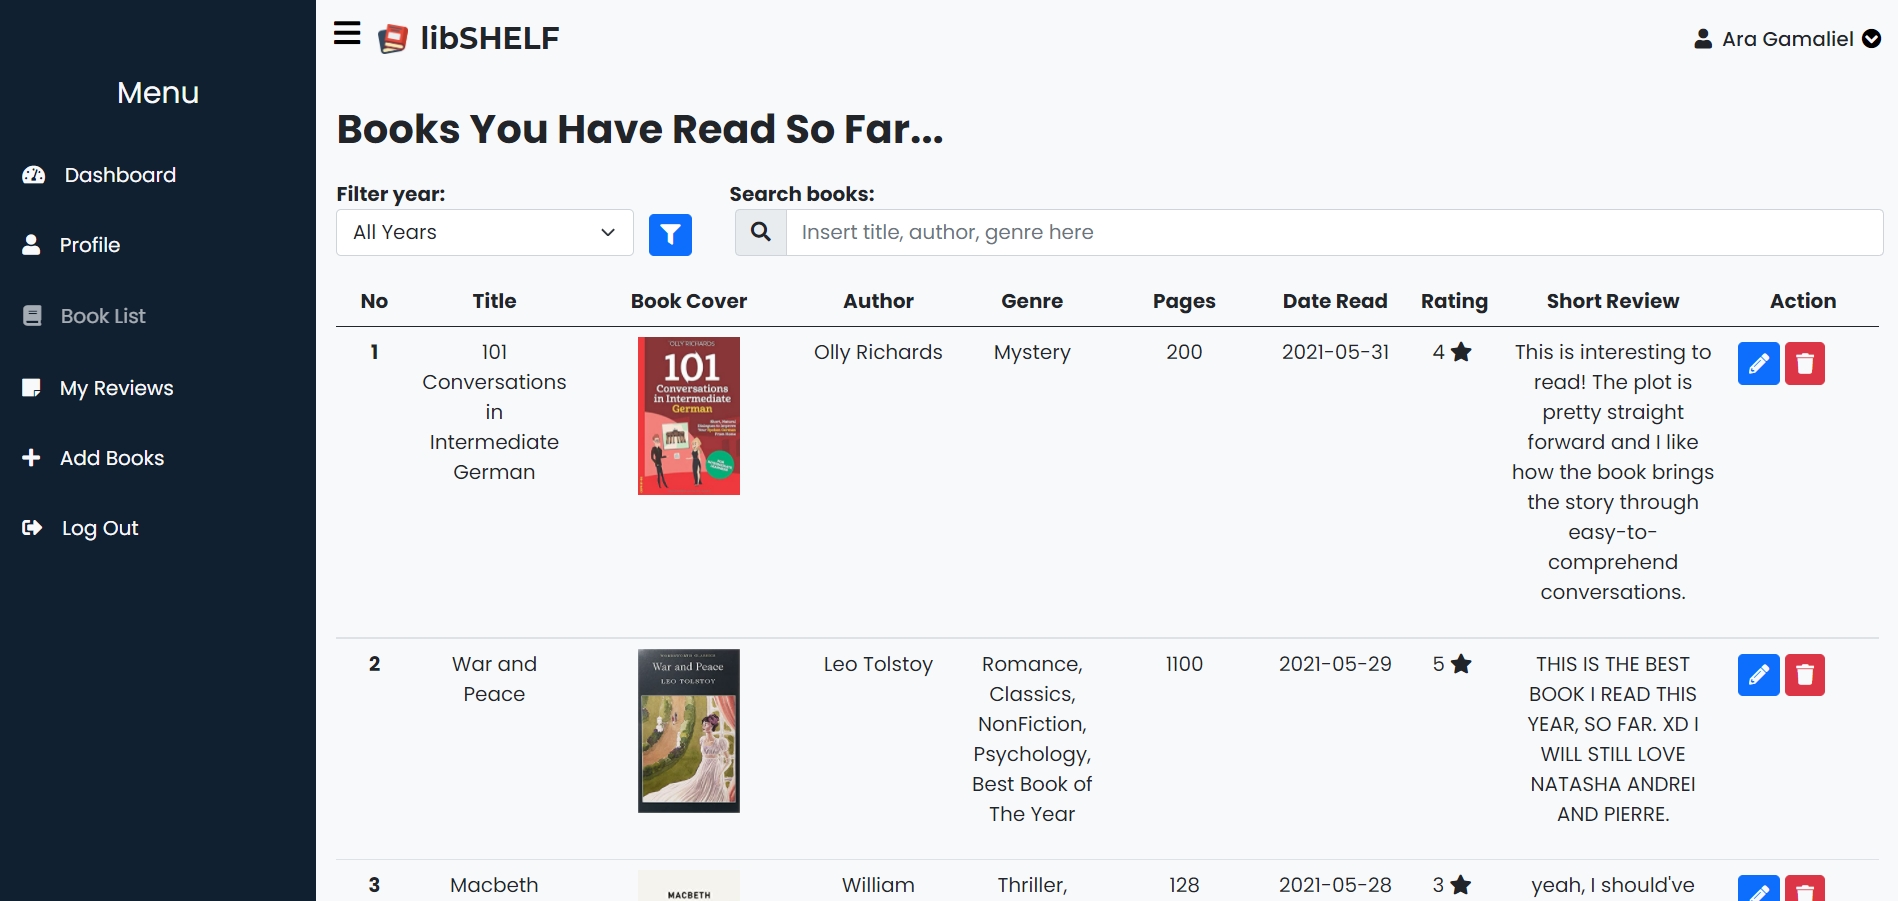 Menu
Dashboard
Profile
Book List
My Reviews
Add Books
Log Out
libSHELF
Ara Gamaliel
Books You Have Read So Far...
Filter year:
All Years
Search books:
Insert title, author, genre here
No Title Book Cover Author Genre Pages Date Read Rating Short Review Action
1
101
Conversations
in
Intermediate
German
OLLY RICHARDS
101
Conversations
in Intermediate
German
Olly Richards
Mystery
200
2021-05-31
4
This is interesting to
read! The plot is
pretty straight
forward and I like
how the book brings
the story through
easy-to-
comprehend
conversations.
2
War and
Peace
War and Peace
LEO TOLSTOY
Leo Tolstoy
Romance,
Classics,
NonFiction,
Psychology,
Best Book of
The Year
1100
2021-05-29
5
THIS IS THE BEST
BOOK I READ THIS
YEAR, SO FAR. XD I
WILL STILL LOVE
NATASHA ANDREI
AND PIERRE.
3
Macbeth
MACBETH
William
Thriller,
128
2021-05-28
3
yeah, I should've